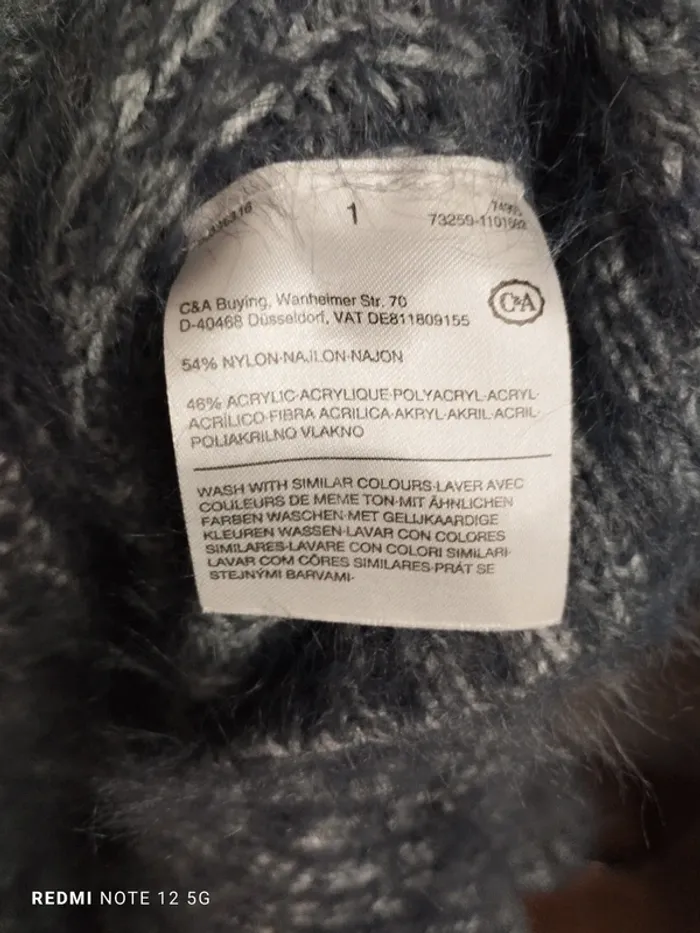 1
73259-1101592
C&A Buying, Wanheimer Str. 70
D-40468 Düsseldorf, VAT DE811809155
C&A
54% NYLON·NAJLON·NAJON
46% ACRYLIC·ACRYLIQUE·POLYACRYL·ACRYL·
ACRÍLICO·FIBRA ACRILICA·AKRYL·AKRIL·ACRIL·
POLIAKRILNO VLAKNO
WASH WITH SIMILAR COLOURS·LAVER AVEC
COULEURS DE MEME TON·MIT ÄHNLICHEN
FARBEN WASCHEN·MET GELIJKAARDIGE
KLEUREN WASSEN·LAVAR CON COLORES
SIMILARES·LAVARE CON COLORI SIMILARI·
LAVAR COM CÔRES SIMILARES·PRÁT SE
STEJNÝMI BARVAMI·
REDMI NOTE 12 5G